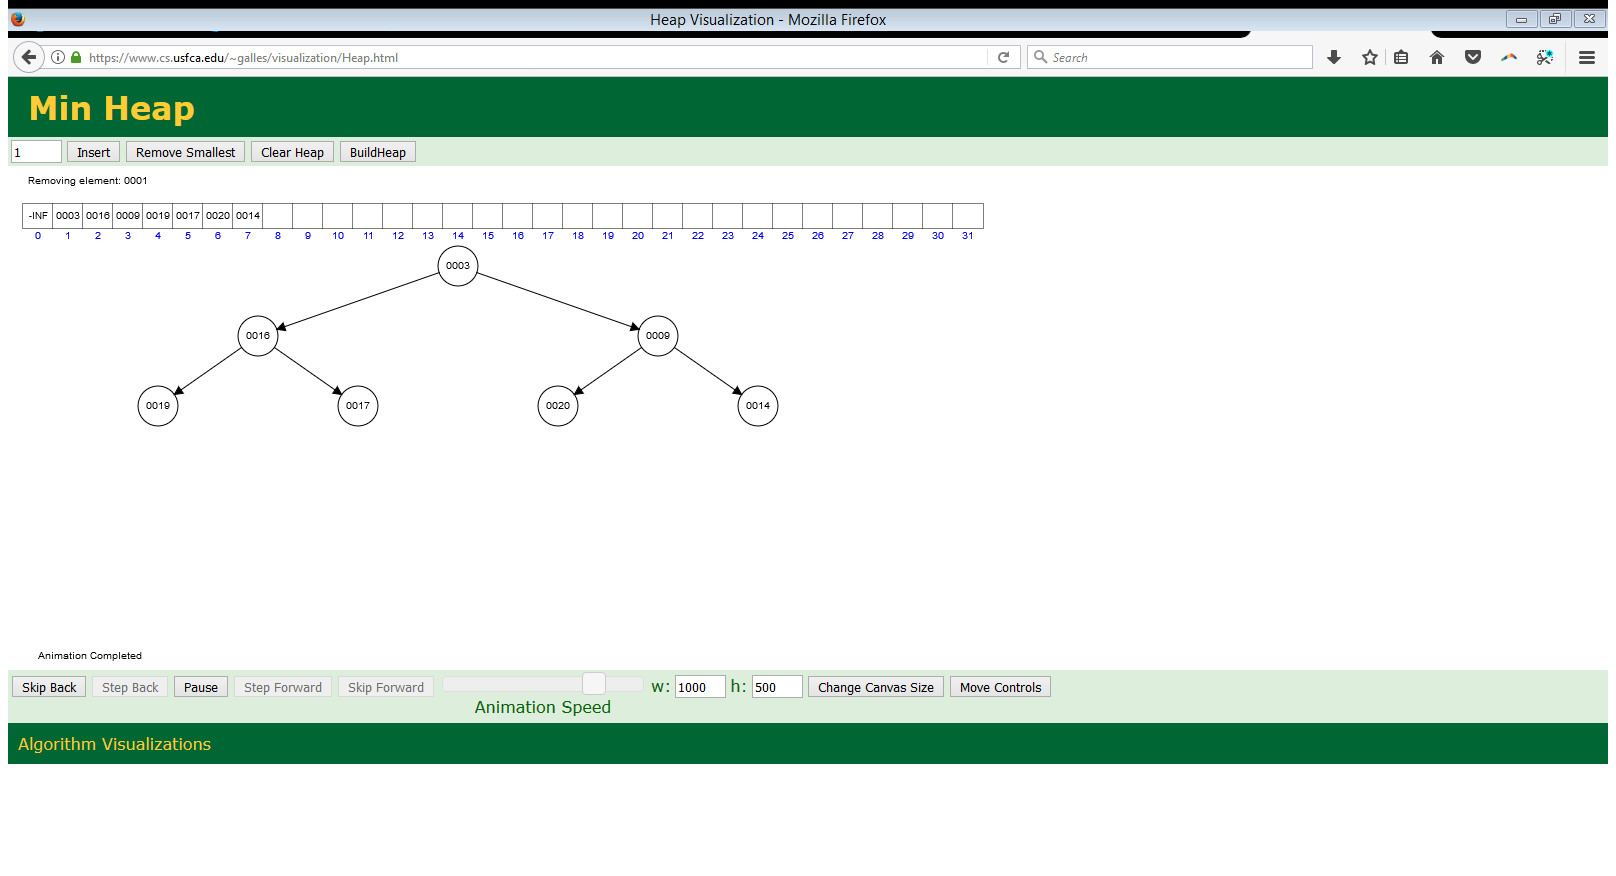 Heap Visualization - Mozilla Firefox
https://www.cs.usfca.edu/~galles/visualization/Heap.html Search
Min Heap
1 Insert Remove Smallest Clear Heap BuildHeap
Removing element: 0001
-INF 0003 0016 0009 0019 0017 0020 0014
0 1 2 3 4 5 6 7 8 9 10 11 12 13 14 15 16 17 18 19 20 21 22 23 24 25 26 27 28 29 30 31
0003
0016 0009
0019 0017 0020 0014
Animation Completed
Skip Back Step Back Pause Step Forward Skip Forward w: 1000 h: 500 Change Canvas Size Move Controls
Animation Speed
Algorithm Visualizations